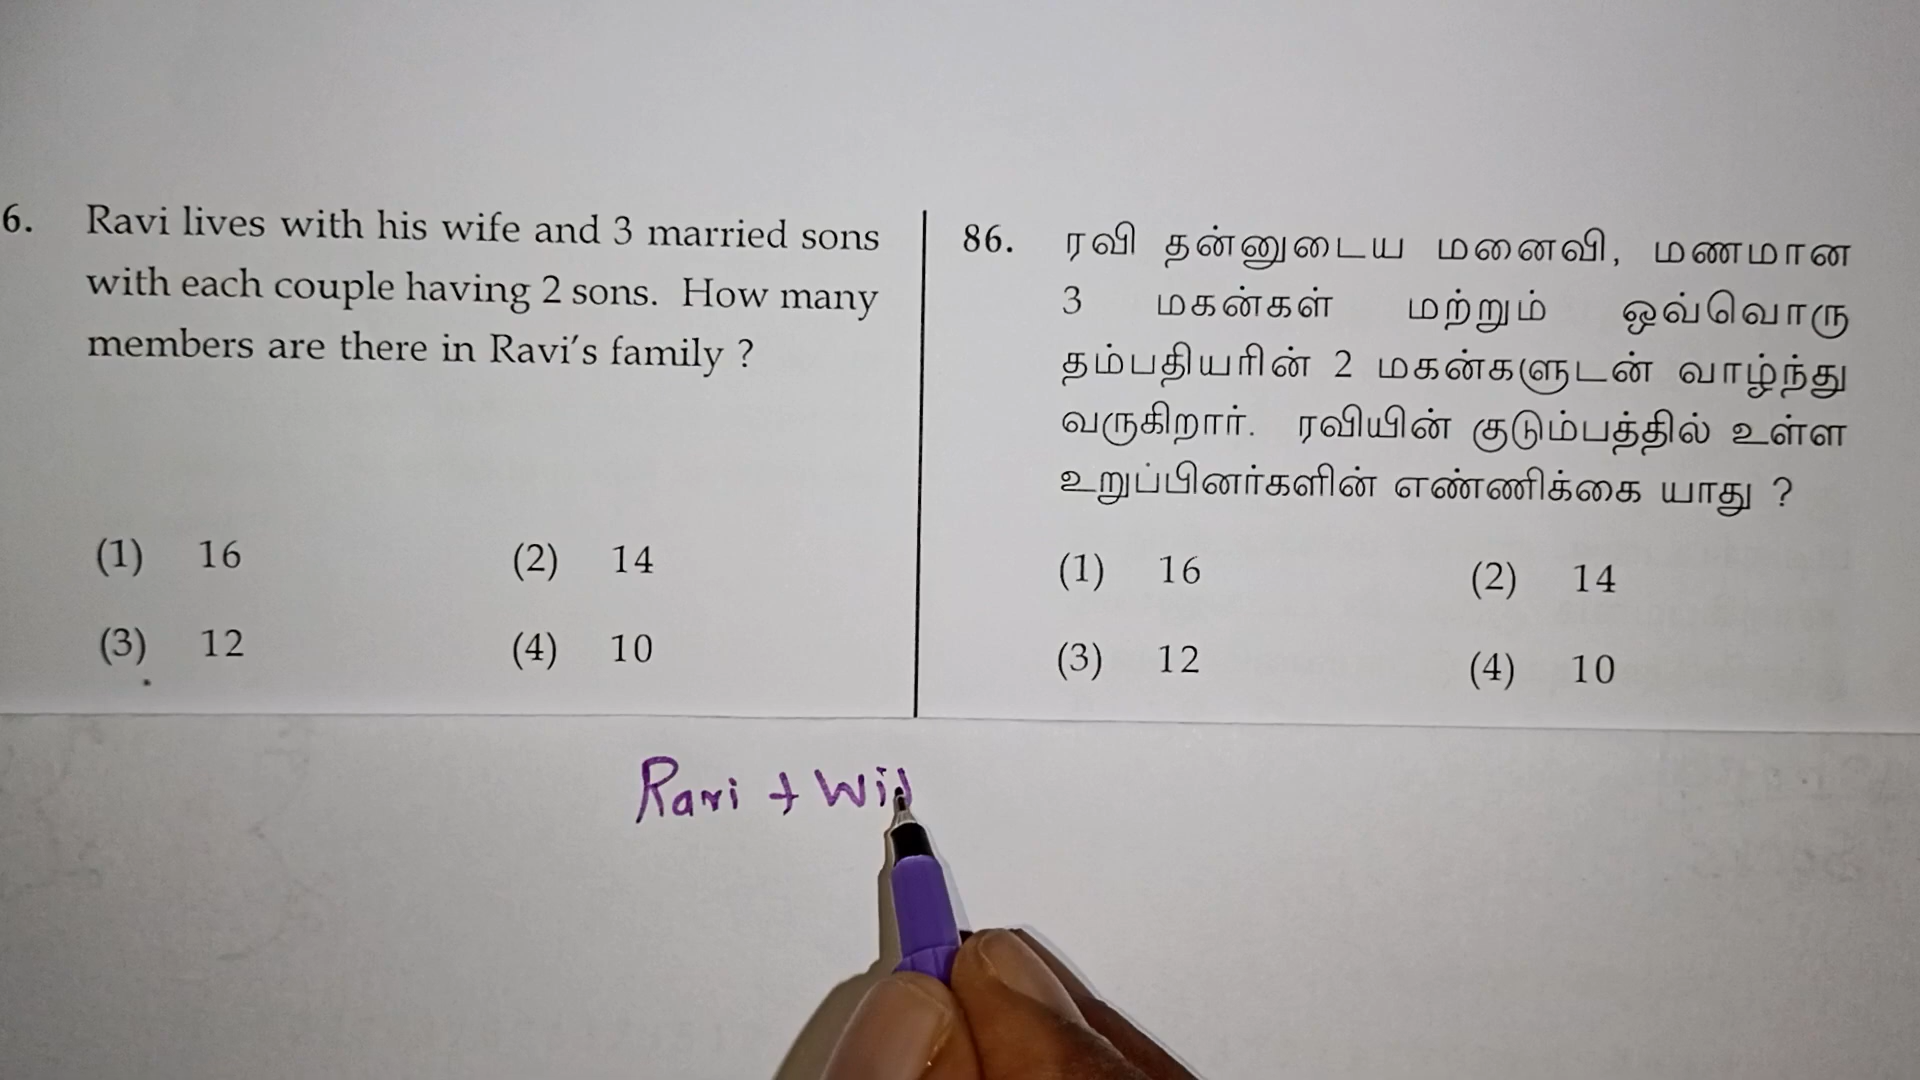 6. Ravi lives with his wife and 3 married sons
with each couple having 2 sons. How many
members are there in Ravi's family ?
(1) 16 (2) 14
(3) 12 (4) 10
86. ரவி தன்னுடைய மனைவி, மணமான
3 மகன்கள் மற்றும் ஒவ்வொரு
தம்பதியரின் 2 மகன்களுடன் வாழ்ந்து
வருகிறார். ரவியின் குடும்பத்தில் உள்ள
உறுப்பினர்களின் எண்ணிக்கை யாது ?
(1) 16 (2) 14
(3) 12 (4) 10
Ravi +